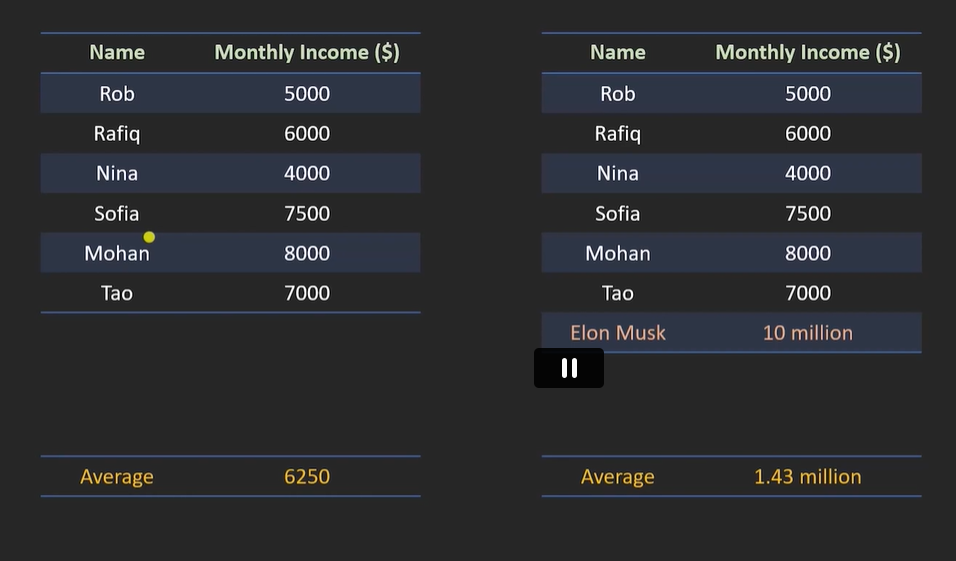 Name Monthly Income ($)
Rob 5000
Rafiq 6000
Nina 4000
Sofia 7500
Mohan 8000
Tao 7000
Average 6250
Name Monthly Income ($)
Rob 5000
Rafiq 6000
Nina 4000
Sofia 7500
Mohan 8000
Tao 7000
Elon Musk 10 million
Average 1.43 million